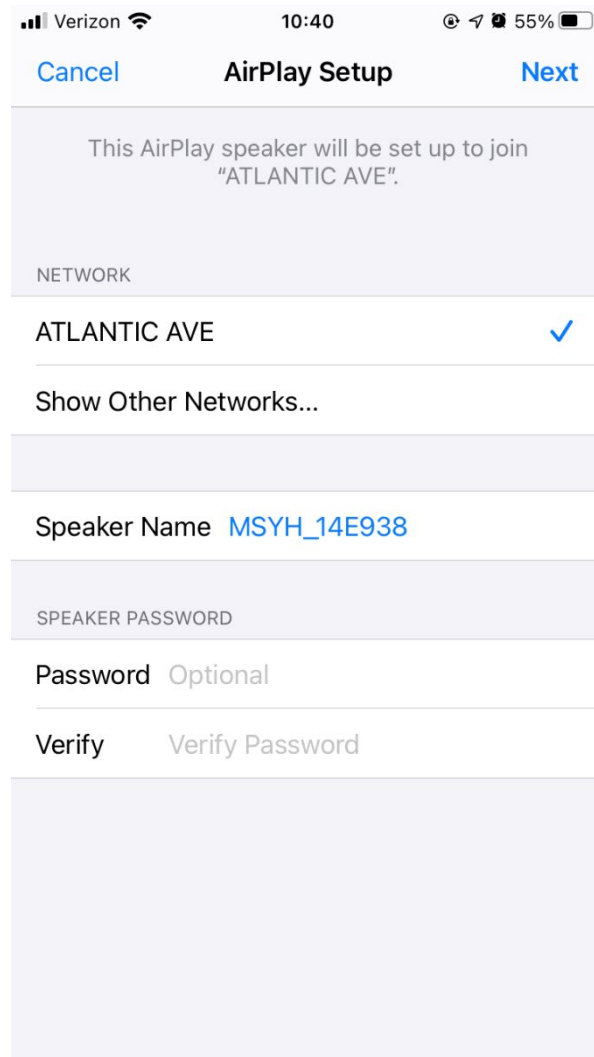 Verizon 10:40 55%
Cancel AirPlay Setup Next
This AirPlay speaker will be set up to join
“ATLANTIC AVE”.
NETWORK
ATLANTIC AVE
Show Other Networks...
Speaker Name MSYH_14E938
SPEAKER PASSWORD
Password Optional
Verify Verify Password